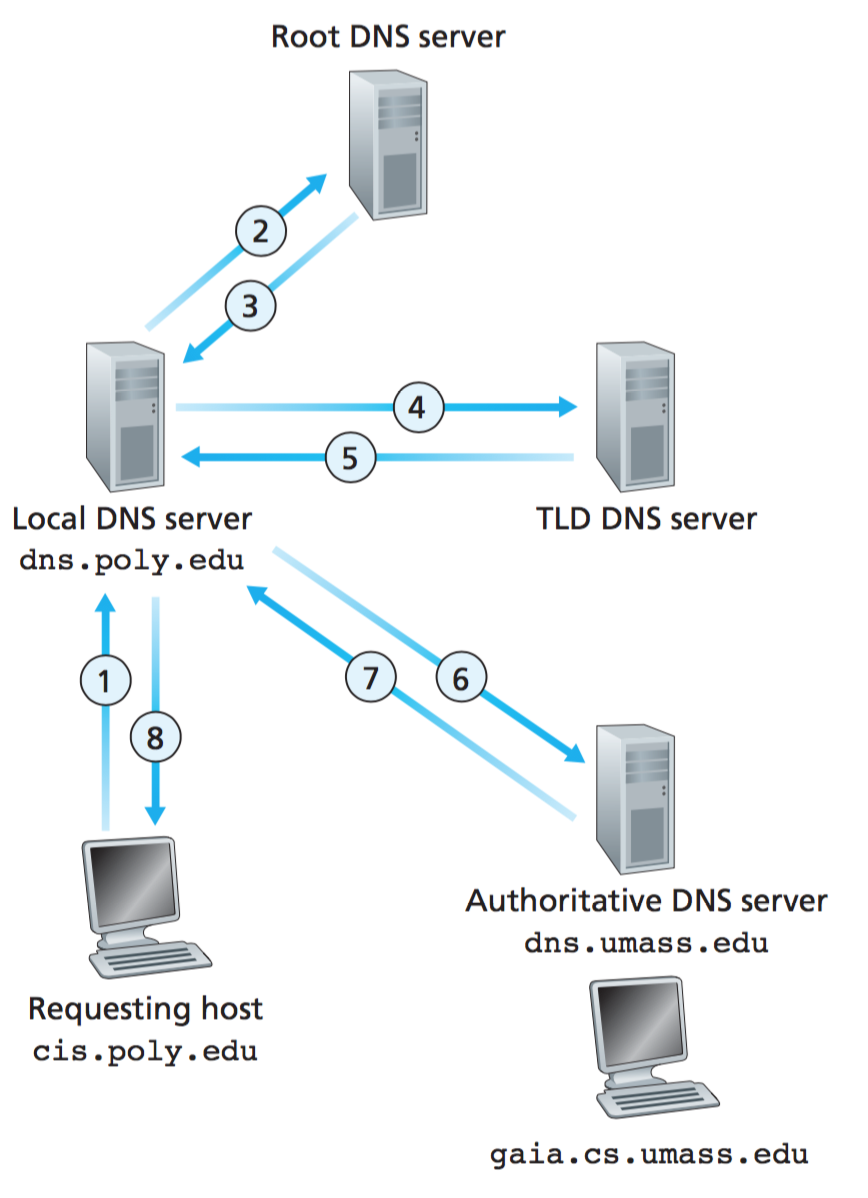 Root DNS server
2
3
4
5
Local DNS server
dns.poly.edu
TLD DNS server
1
8
7
6
Authoritative DNS server
dns.umass.edu
Requesting host
cis.poly.edu
gaia.cs.umass.edu